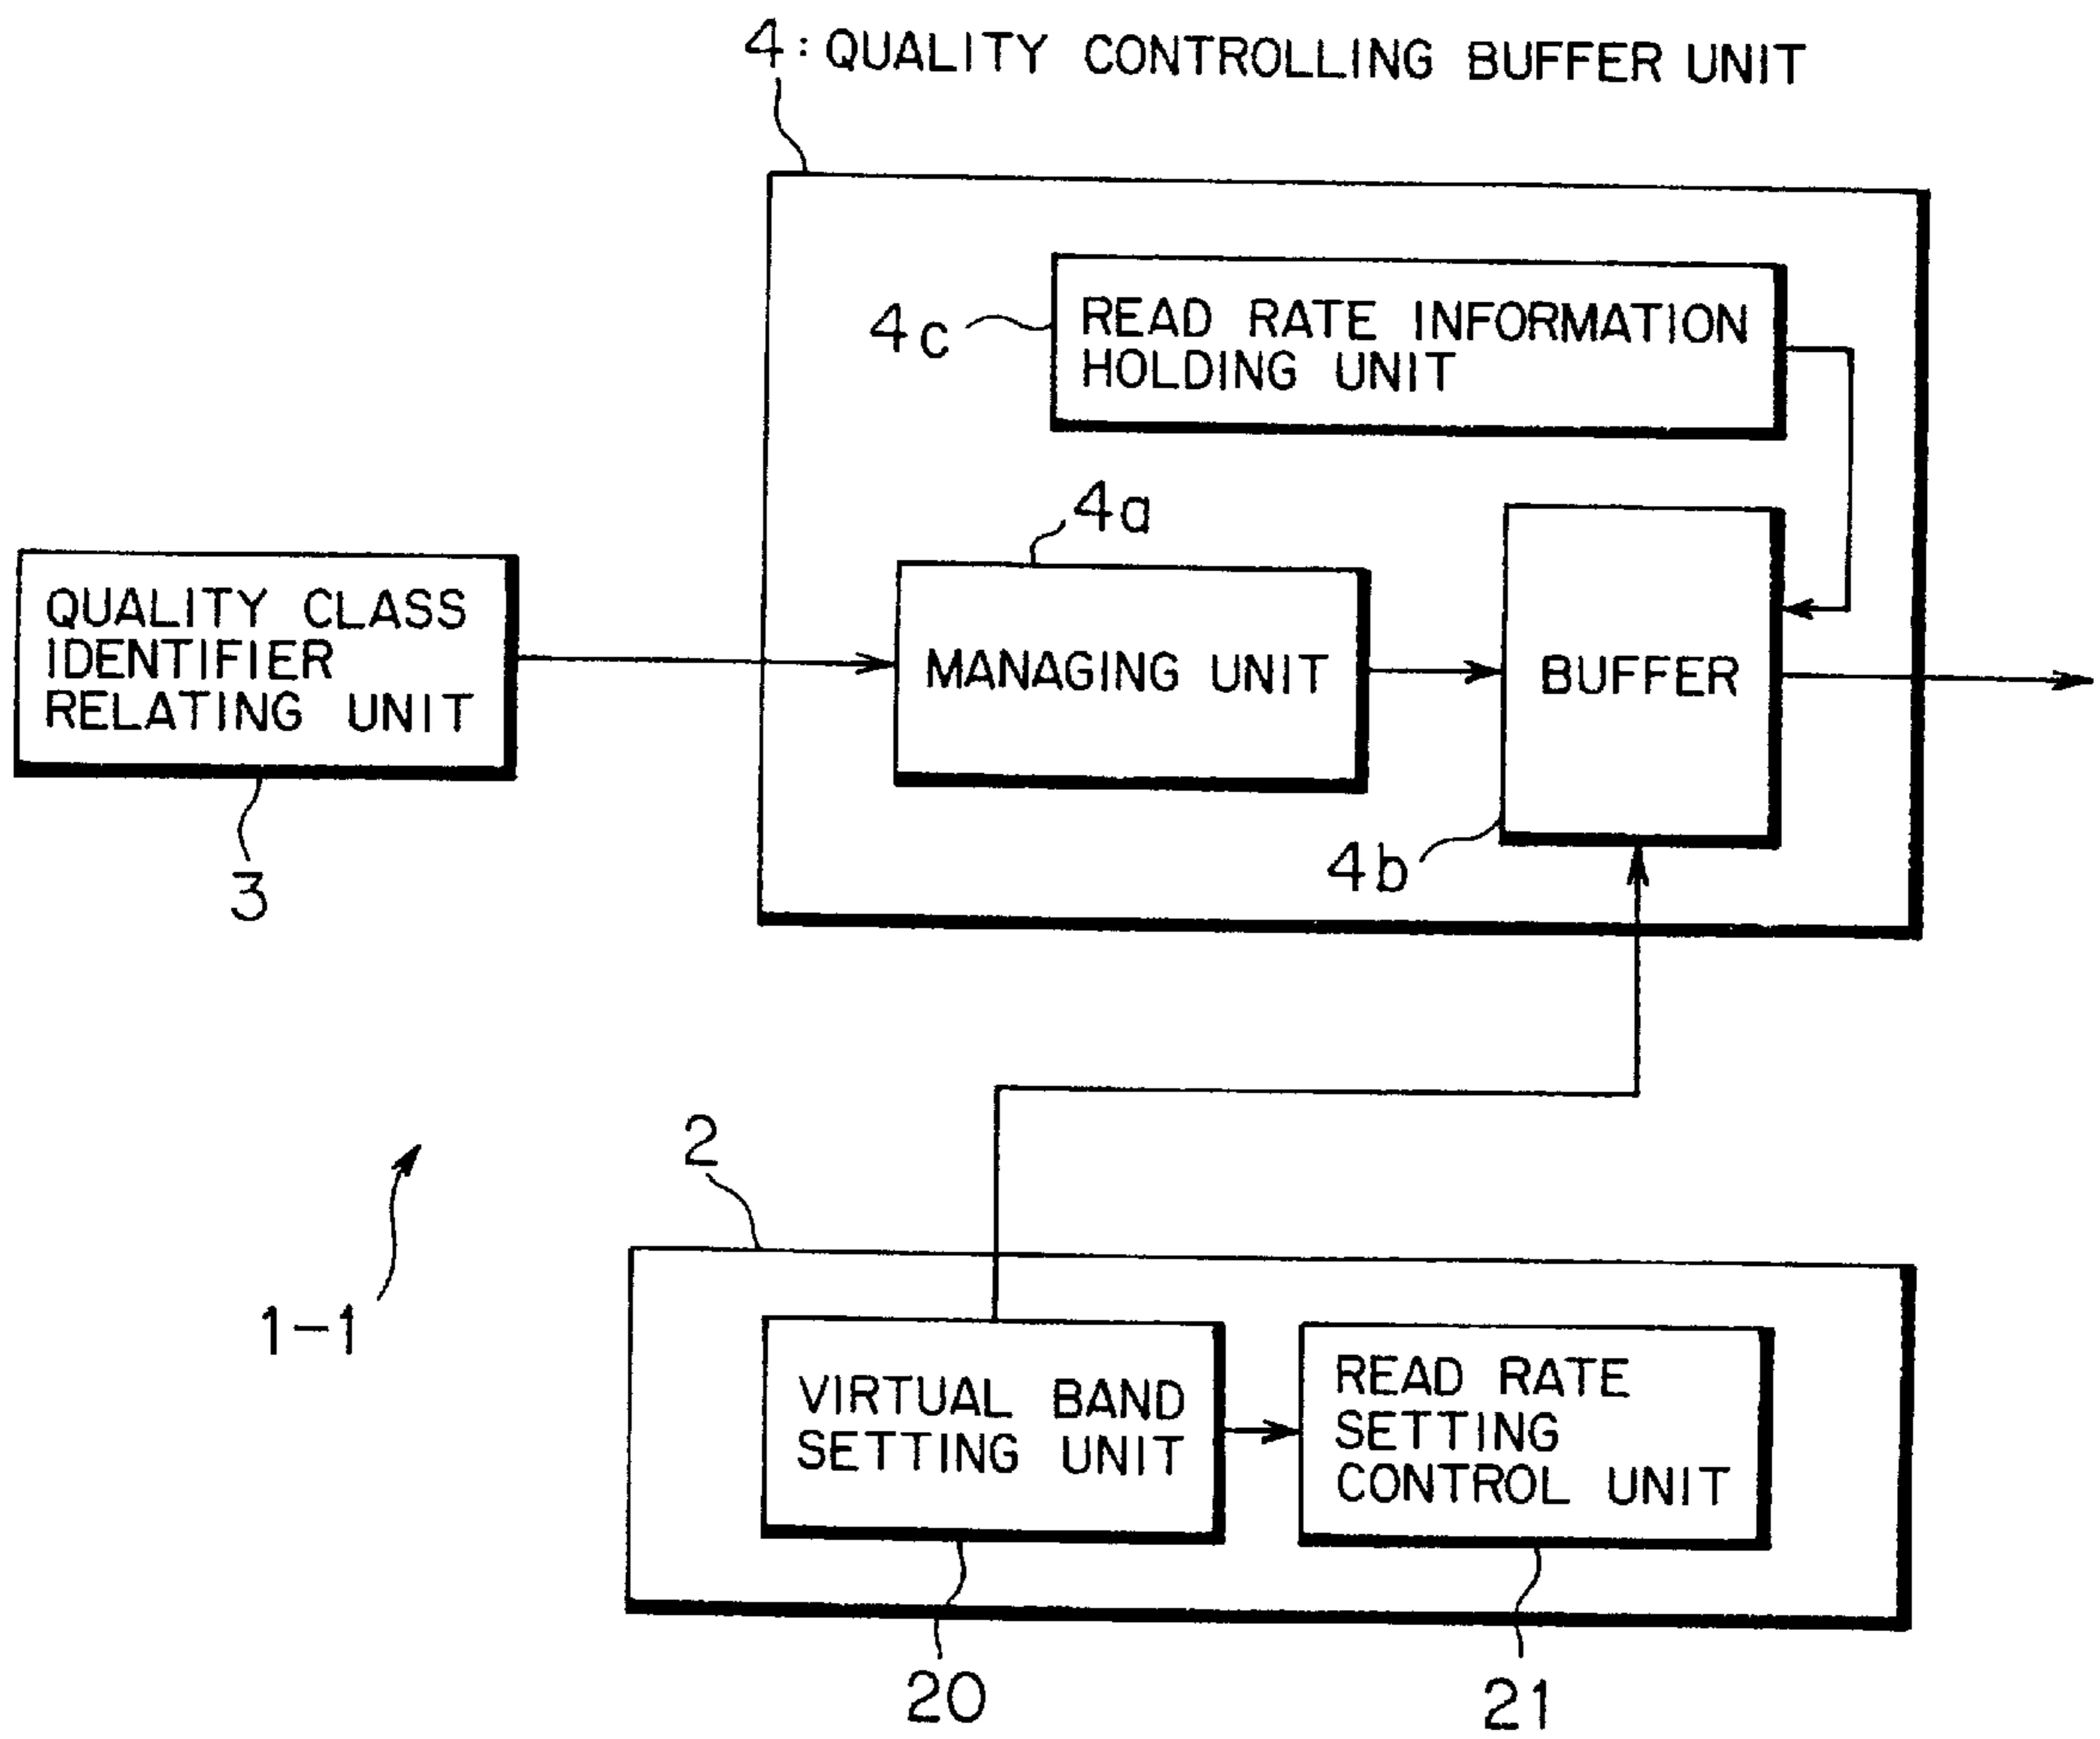 4: QUALITY CONTROLLING BUFFER UNIT
4c
READ RATE INFORMATION
HOLDING UNIT
4a
QUALITY CLASS
IDENTIFIER
RELATING UNIT
MANAGING UNIT
BUFFER
4b
3
2
1-1
VIRTUAL BAND
SETTING UNIT
READ RATE
SETTING
CONTROL UNIT
20
21